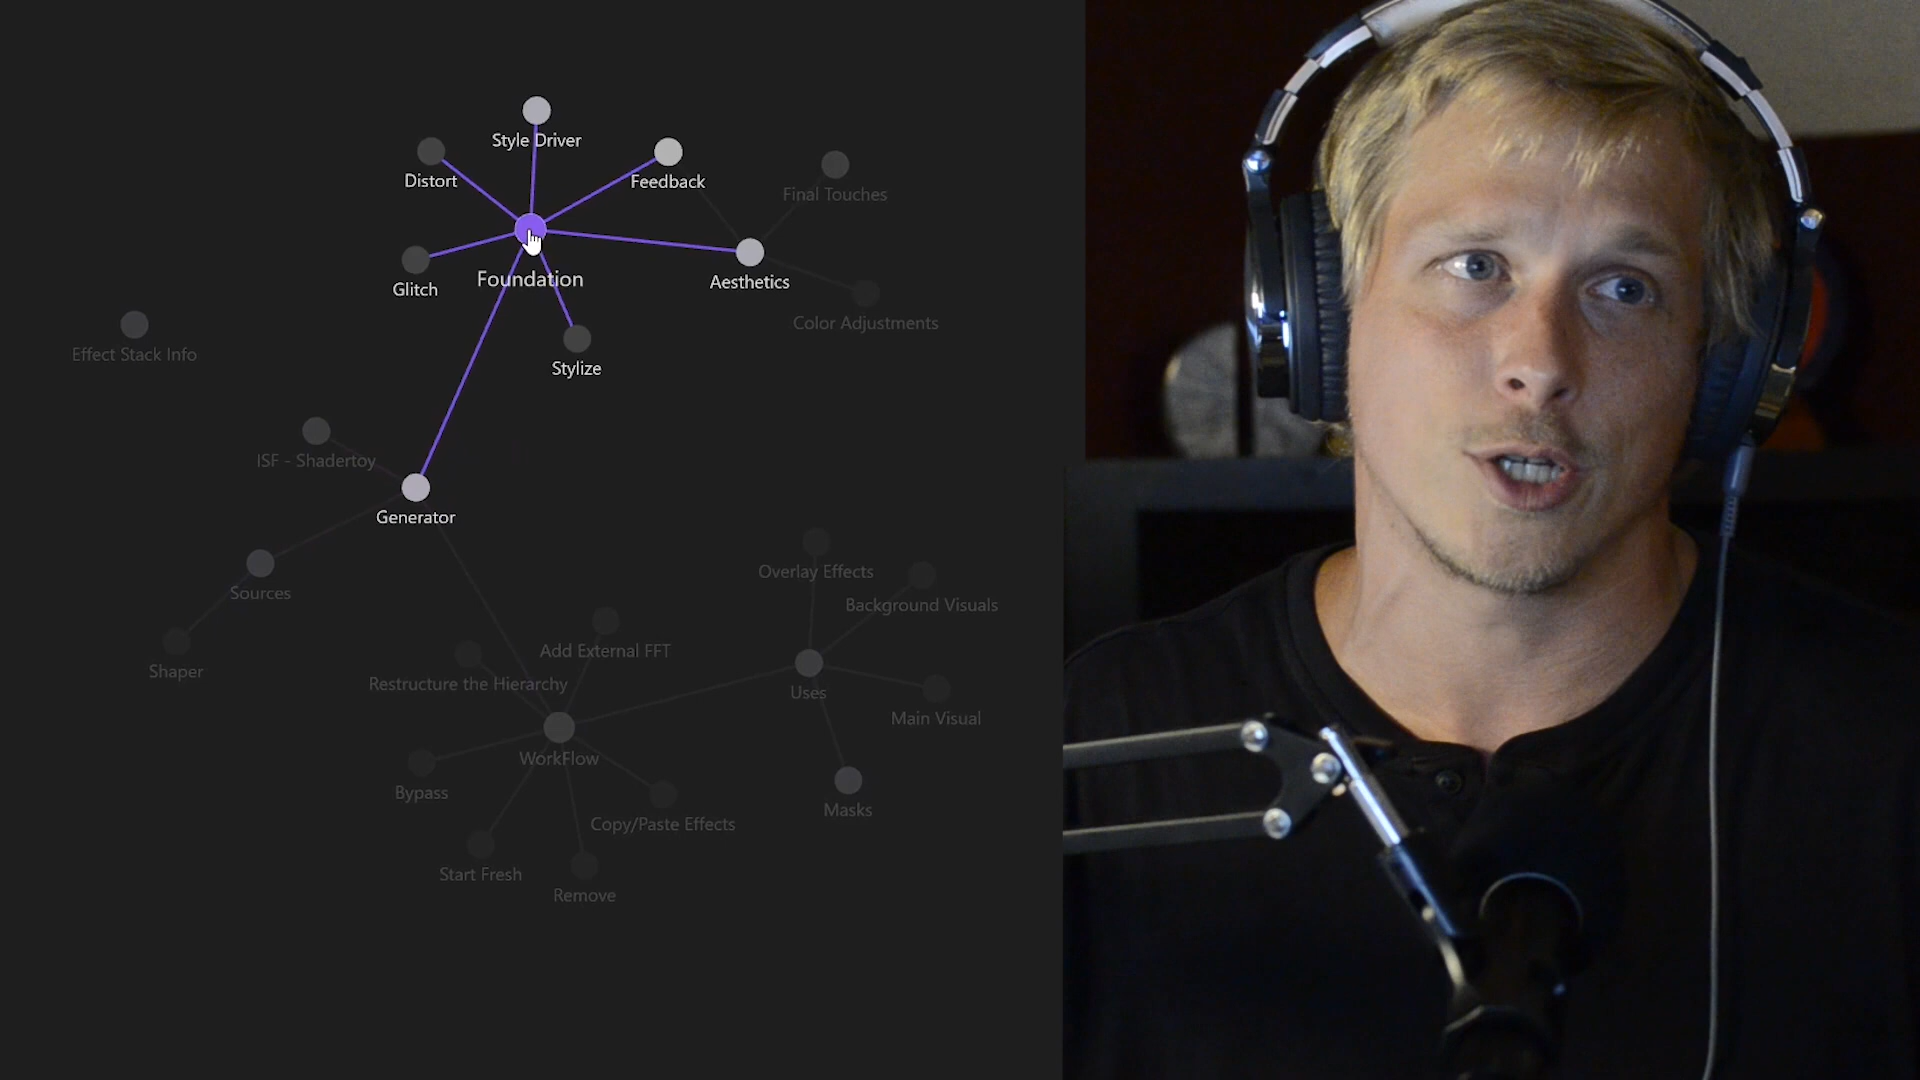 Style Driver
Distort
Feedback
Final Touches
Foundation
Glitch
Aesthetics
Color Adjustments
Effect Stack Info
Stylize
ISF - Shadertoy
Generator
Overlay Effects
Sources
Background Visuals
Add External FFT
Shaper
Restructure the Hierarchy
Uses
Main Visual
WorkFlow
Bypass
Masks
Copy/Paste Effects
Start Fresh
Remove